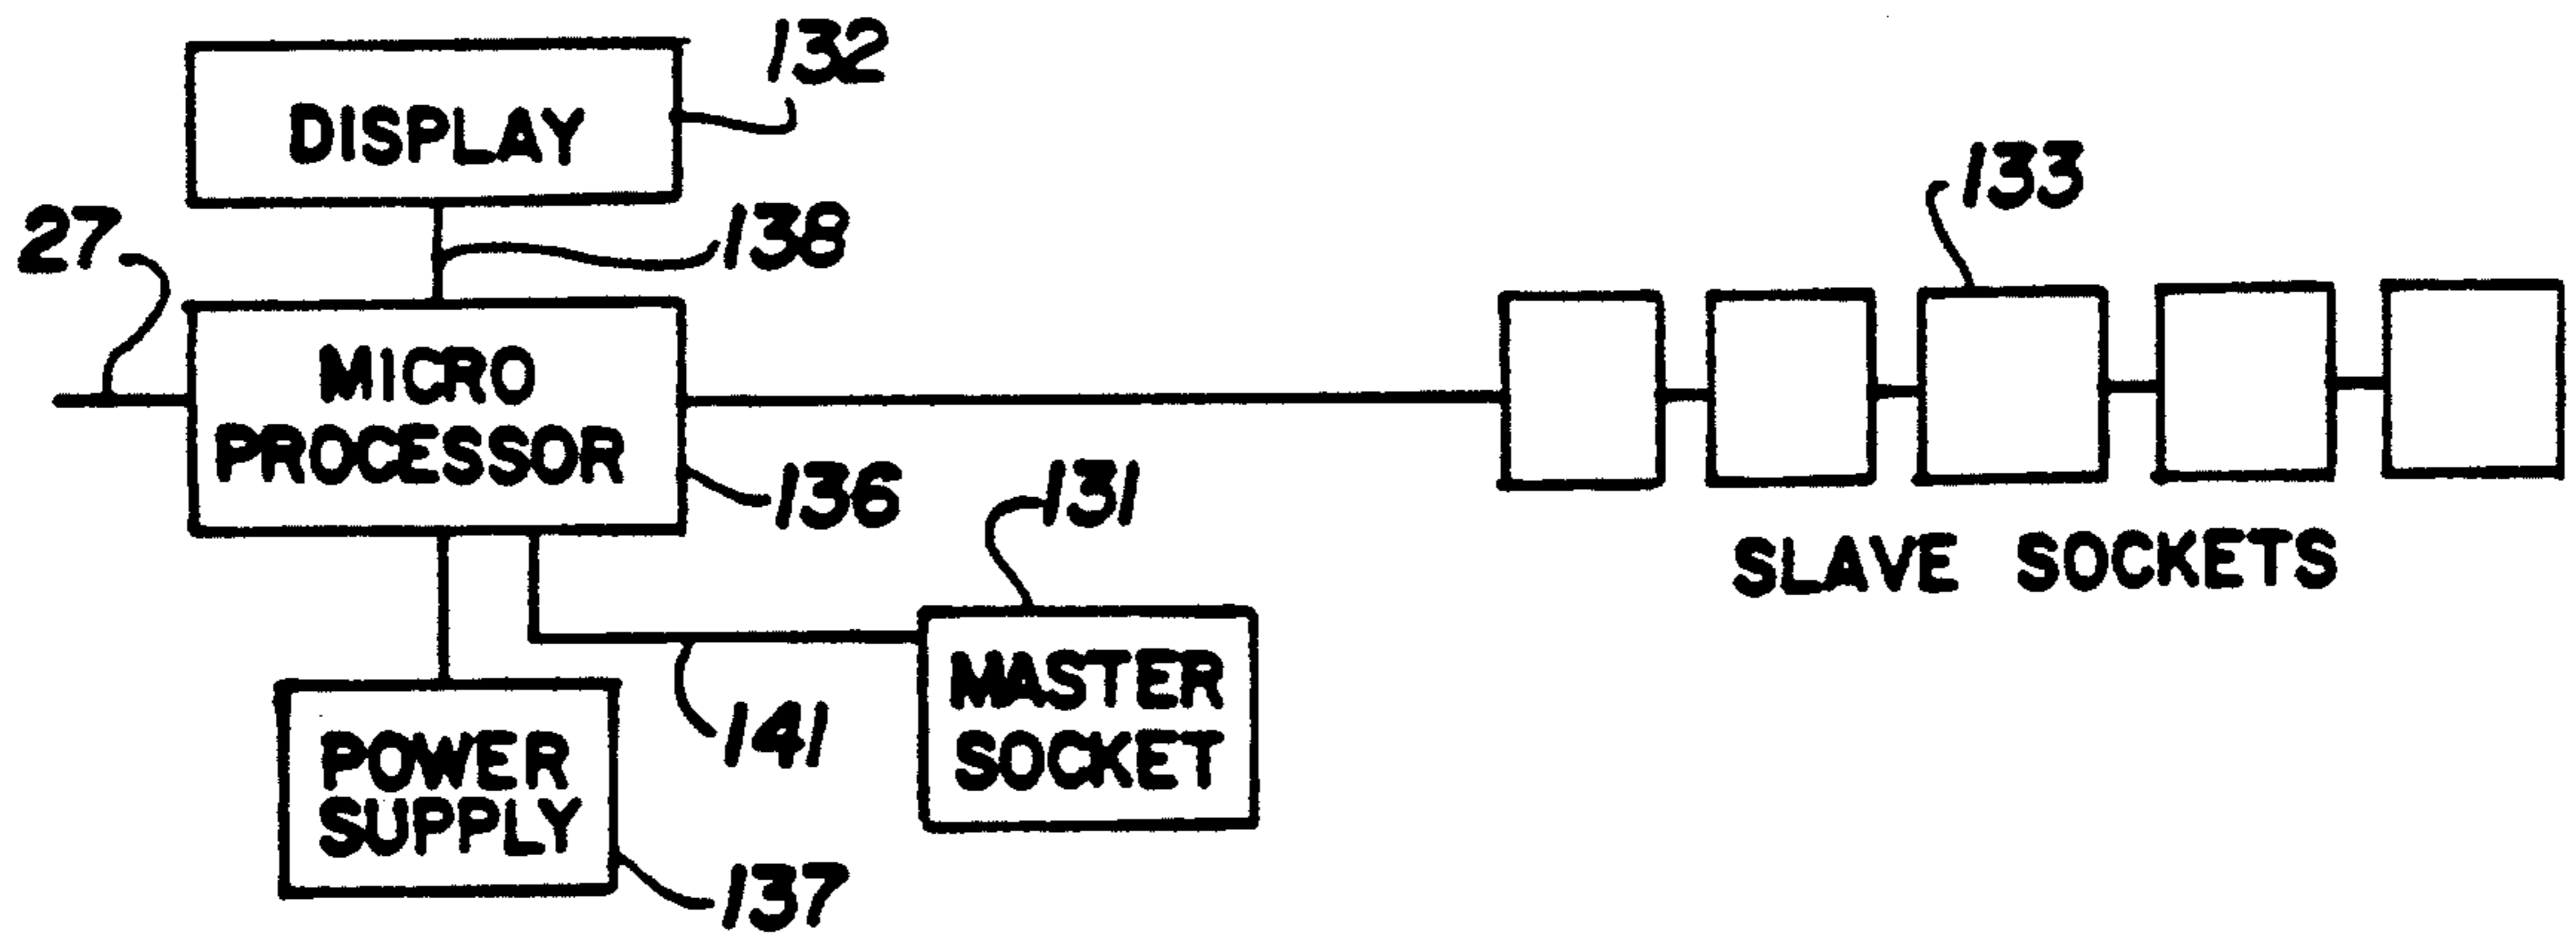 132
DISPLAY
133
27
138
MICRO
PROCESSOR
136
131
SLAVE SOCKETS
MASTER
SOCKET
141
POWER
SUPPLY
137